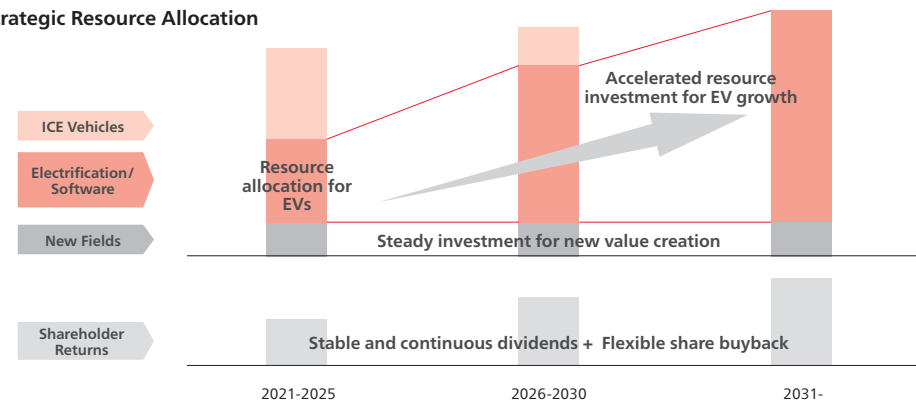 rategic Resource Allocation
Accelerated resource
investment for EV growth
ICE Vehicles
Electrification/
Software
Resource
allocation for
EVs
New Fields
Steady investment for new value creation
Shareholder
Returns
Stable and continuous dividends + Flexible share buyback
2021-2025
2026-2030
2031-